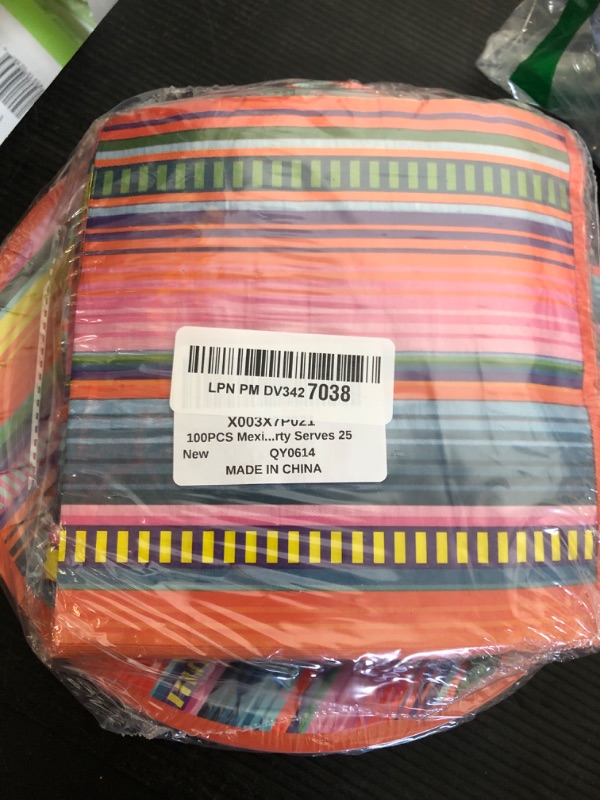 LPN PM DV342 7038
X003X7P021
100PCS Mexi...rty Serves 25
New QY0614
MADE IN CHINA